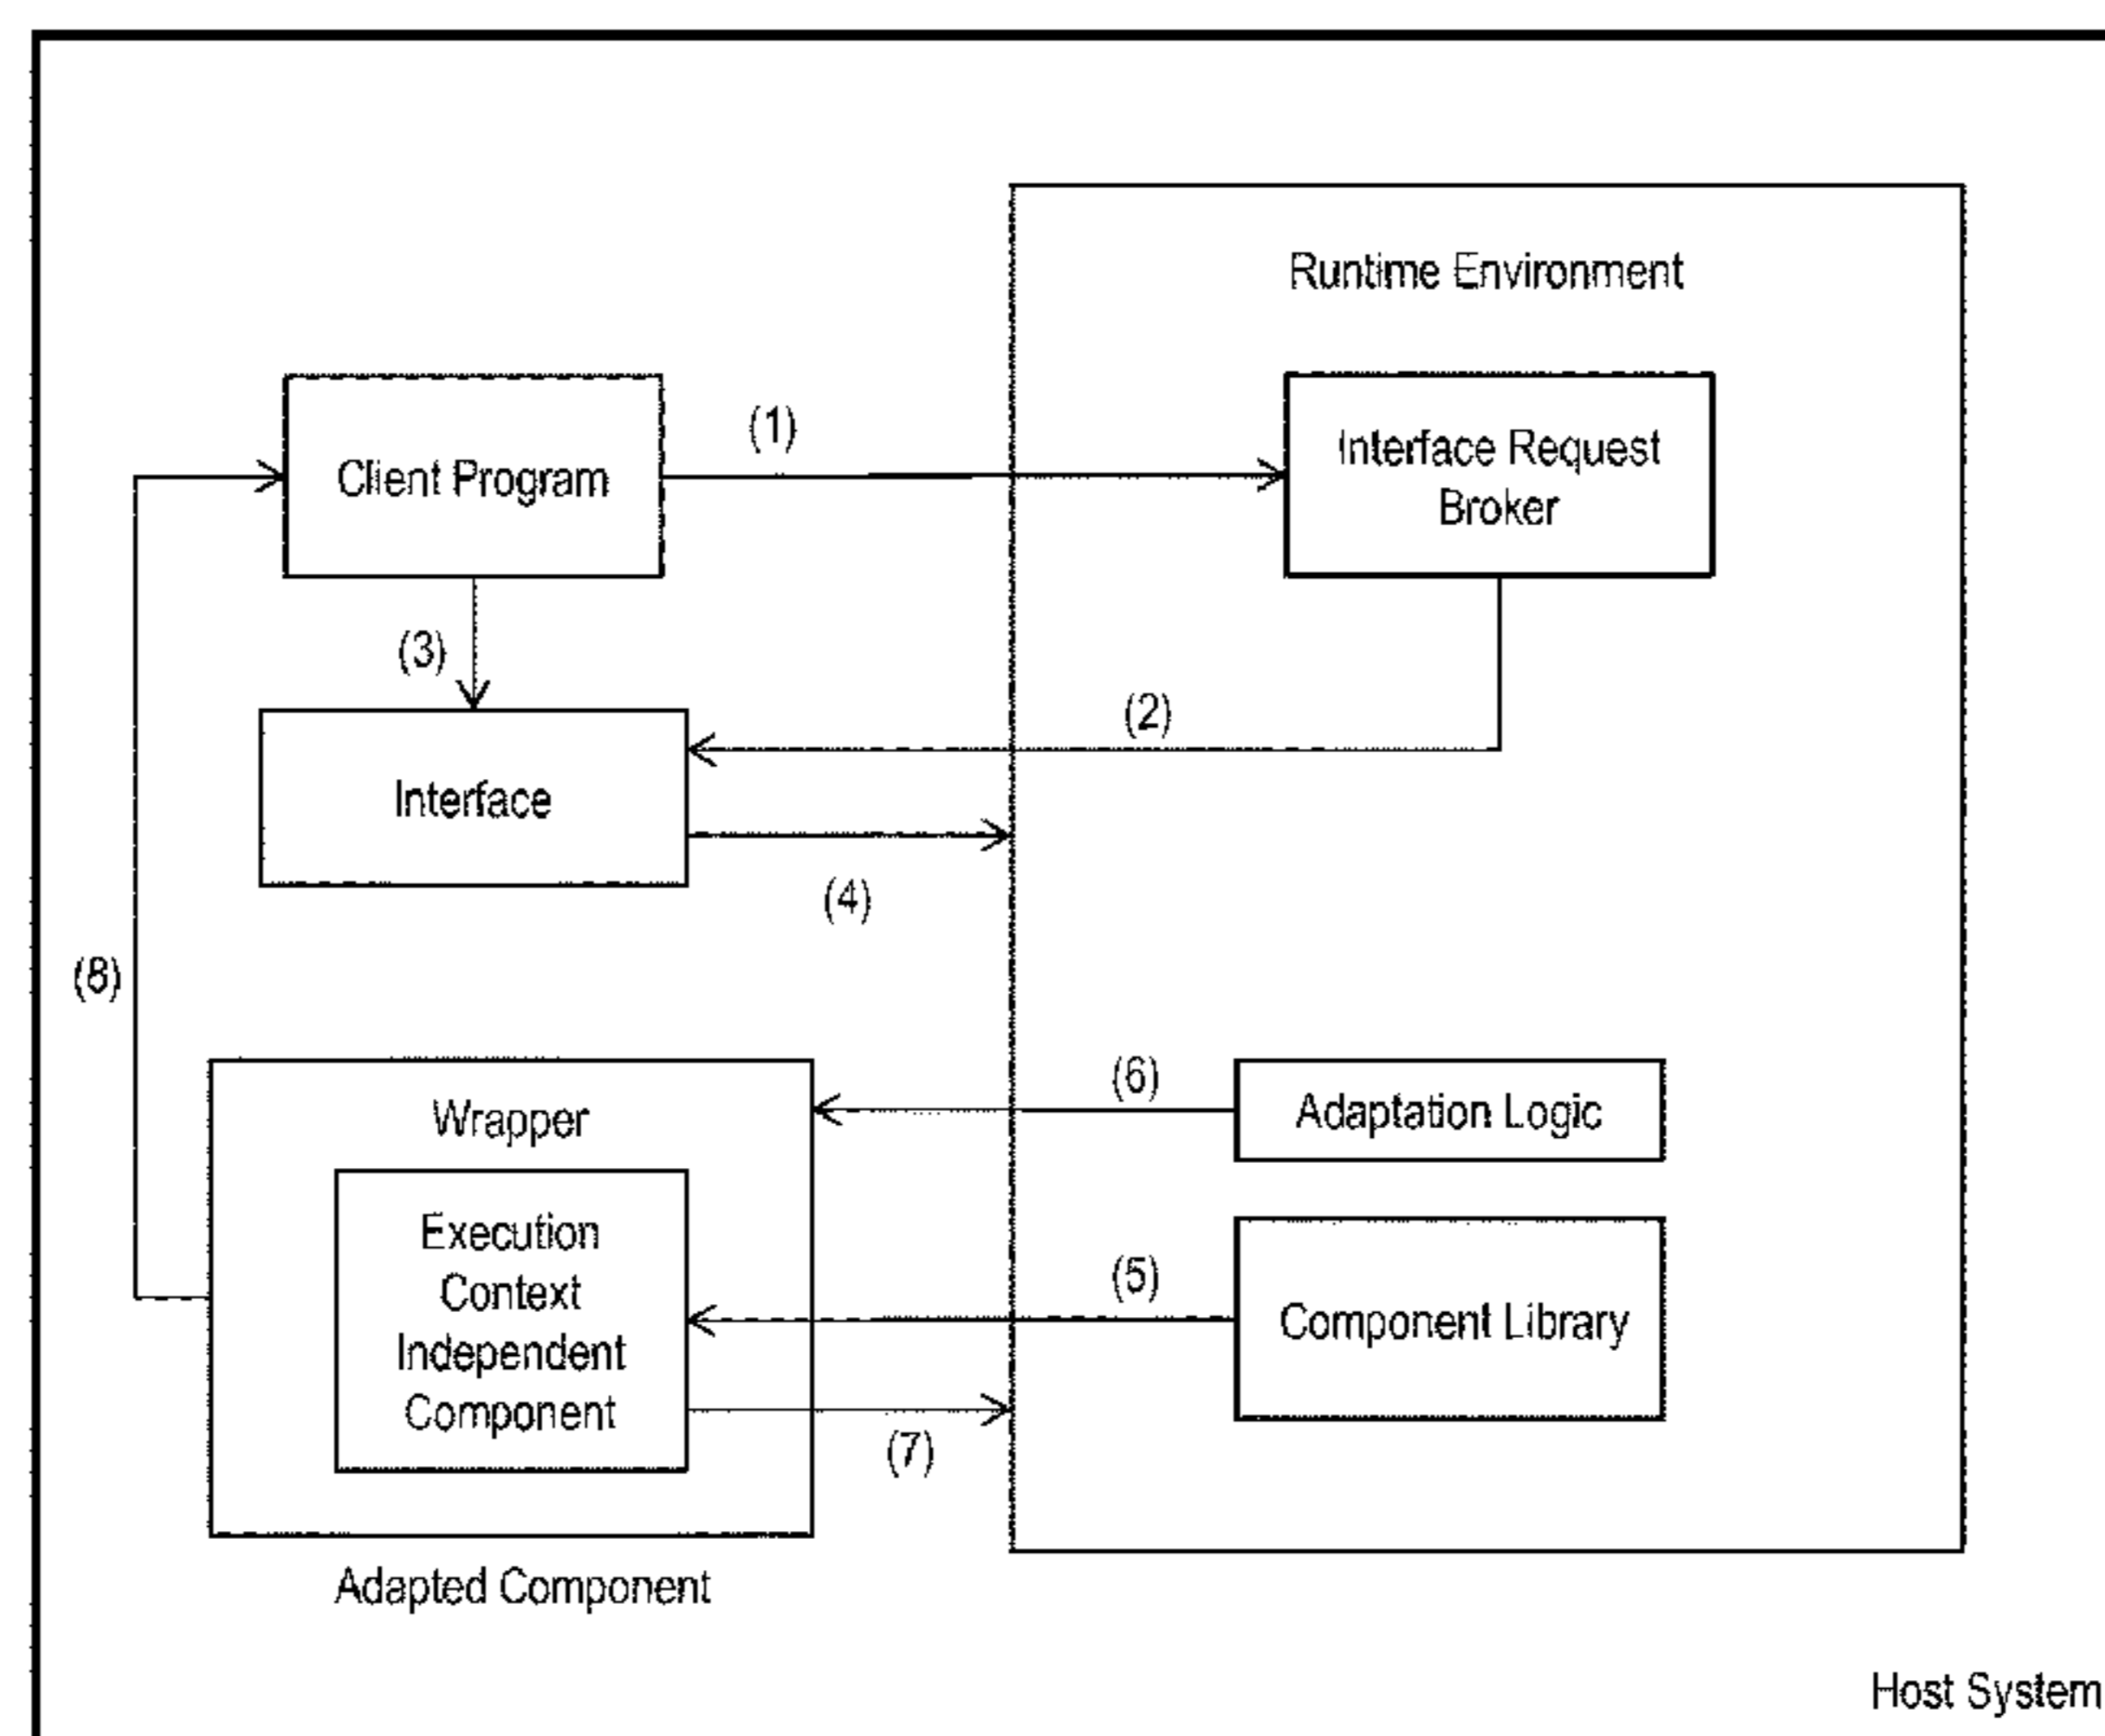 Runtime Environment
(1)
Client Program
Interface Request
Broker
(3)
(2)
Interface
(4)
(8)
(6)
Wrapper
Adaptation Logic
Execution
Context
Independent
Component
(5)
Component Library
(7)
Adapted Component
Host System